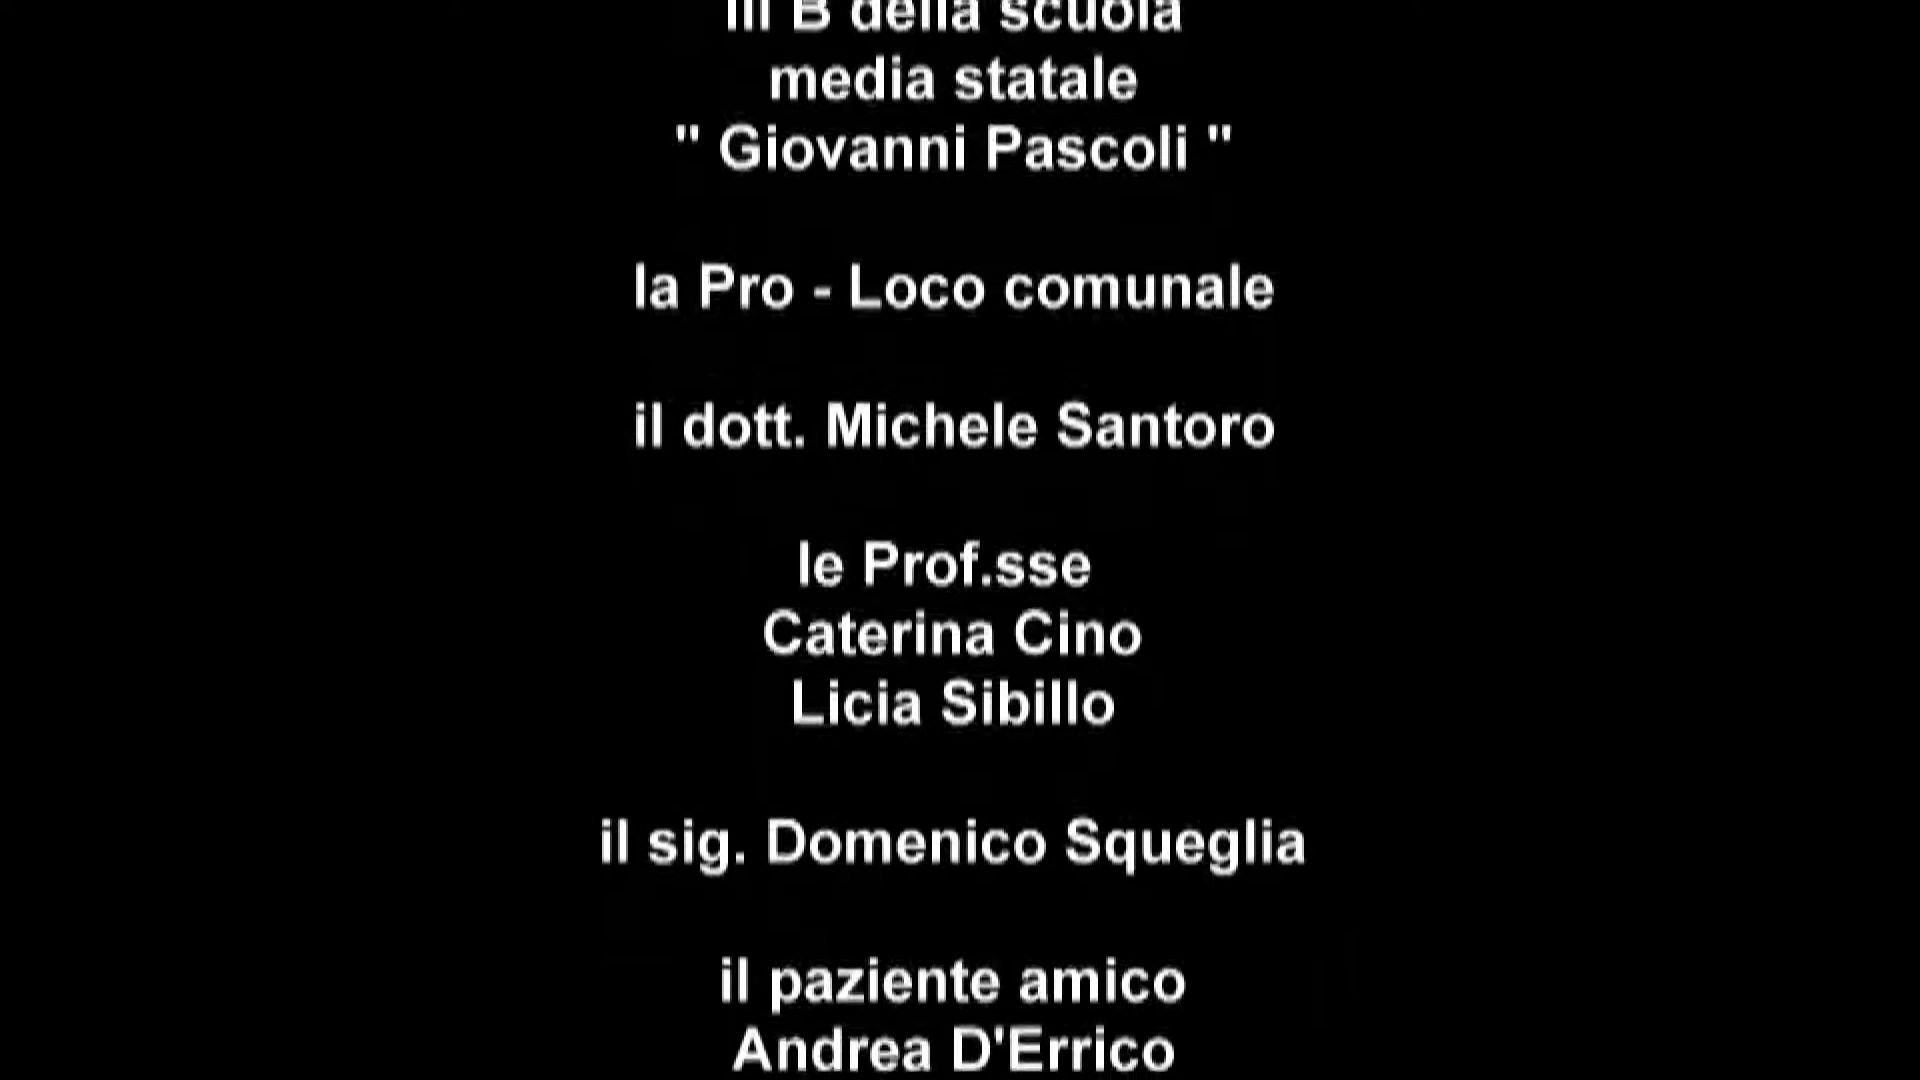 III B della scuola
media statale
" Giovanni Pascoli "
la Pro - Loco comunale
il dott. Michele Santoro
le Prof.sse
Caterina Cino
Licia Sibillo
il sig. Domenico Squeglia
il paziente amico
Andrea D'Errico